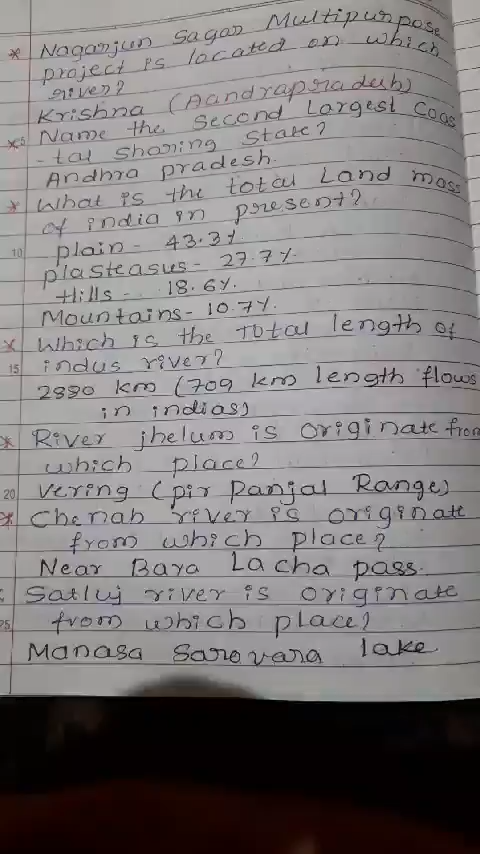 * Nagarjun Sagar Multipurpose
project is located on which
river?
Krishna (Aandrapradesh)
* Name the Second Largest Coas
-tal Sharing State?
Andhra pradesh.
* What is the total Land mass
of india in present?
10 plain - 43.3%
plasteasus - 27.7%
Hills - 18.6%
Mountains - 10.7%
* Which is the Total length of
15 indus river?
2880 km (709 km length flows
in indias)
* River jhelum is originate from
which place?
20 Vering (pir Panjal Range)
* Chenab river is originate
from which place?
Near Bara Lacha pass.
Satluj river is originate
25 from which place?
Manasa Sarovara lake